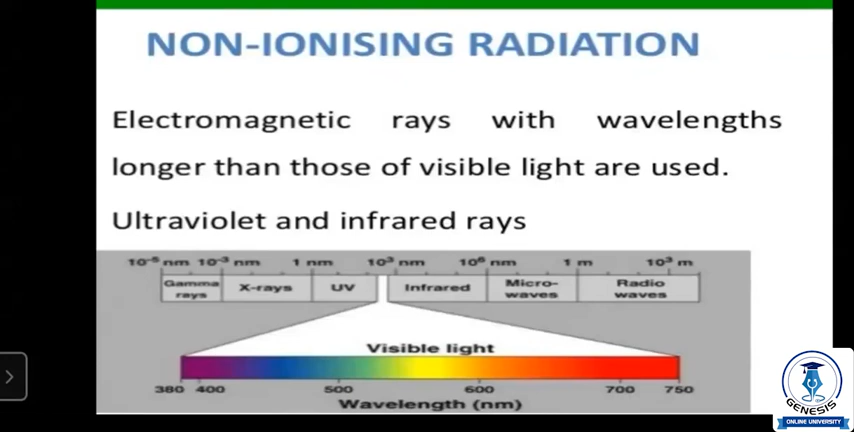 NON-IONISING RADIATION
Electromagnetic rays with wavelengths
longer than those of visible light are used.
Ultraviolet and infrared rays
10⁻⁵ nm 10⁻³ nm 1 nm 10³ nm 10⁶ nm 1 m 10³ m
Gamma rays X-rays UV Infrared Micro-waves Radio waves
Visible light
380 400 500 600 700 750
Wavelength (nm)
GENESIS
ONLINE UNIVERSITY